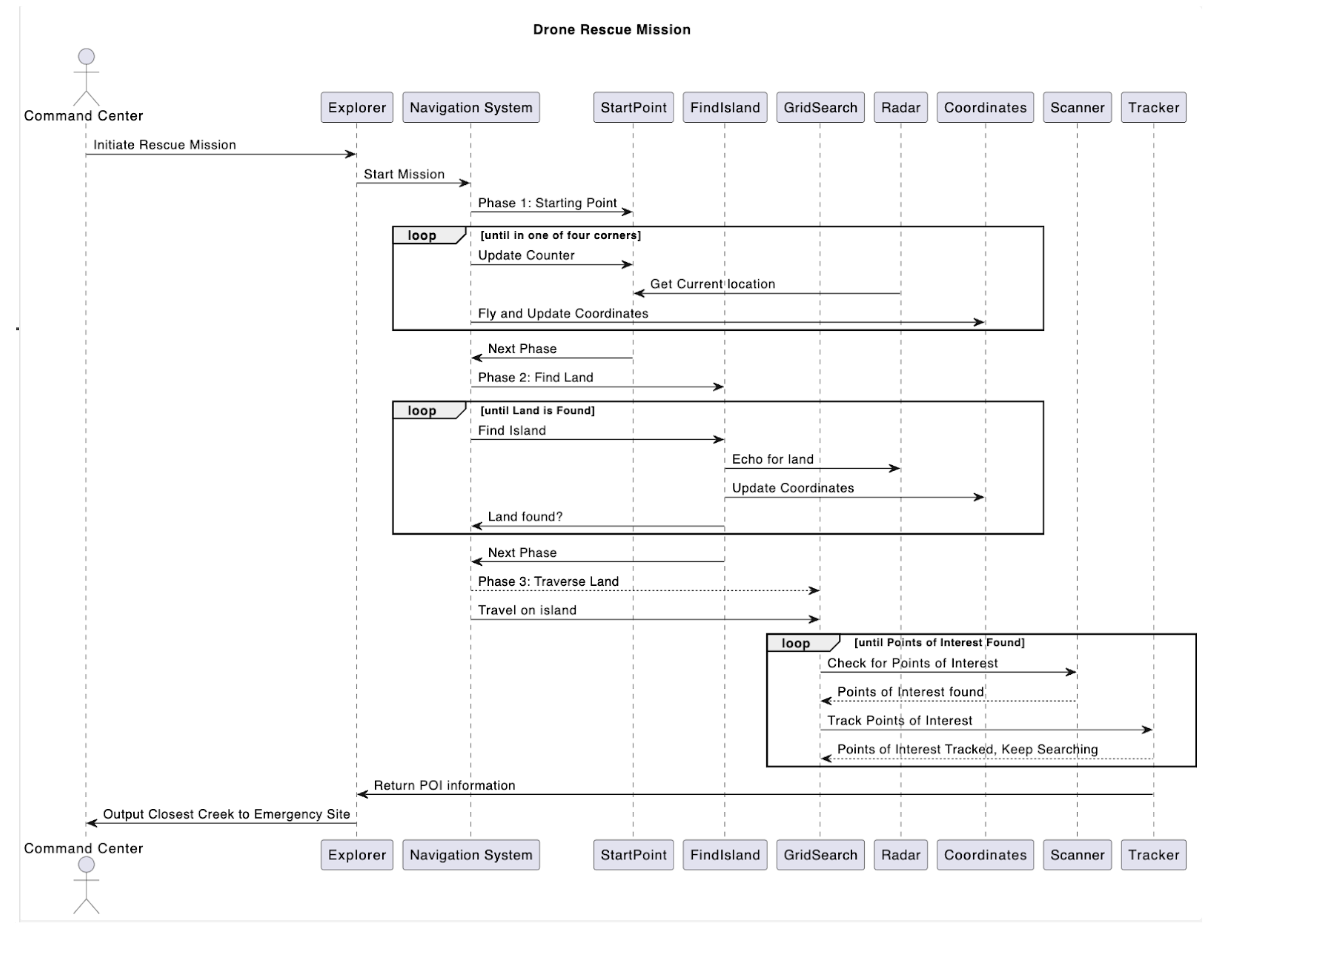 Drone Rescue Mission
Command Center
Explorer
Navigation System
StartPoint
FindIsland
GridSearch
Radar
Coordinates
Scanner
Tracker
Initiate Rescue Mission
Start Mission
Phase 1: Starting Point
loop
[until in one of four corners]
Update Counter
Get Current location
Fly and Update Coordinates
Next Phase
Phase 2: Find Land
loop
[until Land is Found]
Find Island
Echo for land
Update Coordinates
Land found?
Next Phase
Phase 3: Traverse Land
Travel on island
loop
[until Points of Interest Found]
Check for Points of Interest
Points of Interest found
Track Points of Interest
Points of Interest Tracked, Keep Searching
Return POI information
Output Closest Creek to Emergency Site
Command Center
Explorer
Navigation System
StartPoint
FindIsland
GridSearch
Radar
Coordinates
Scanner
Tracker